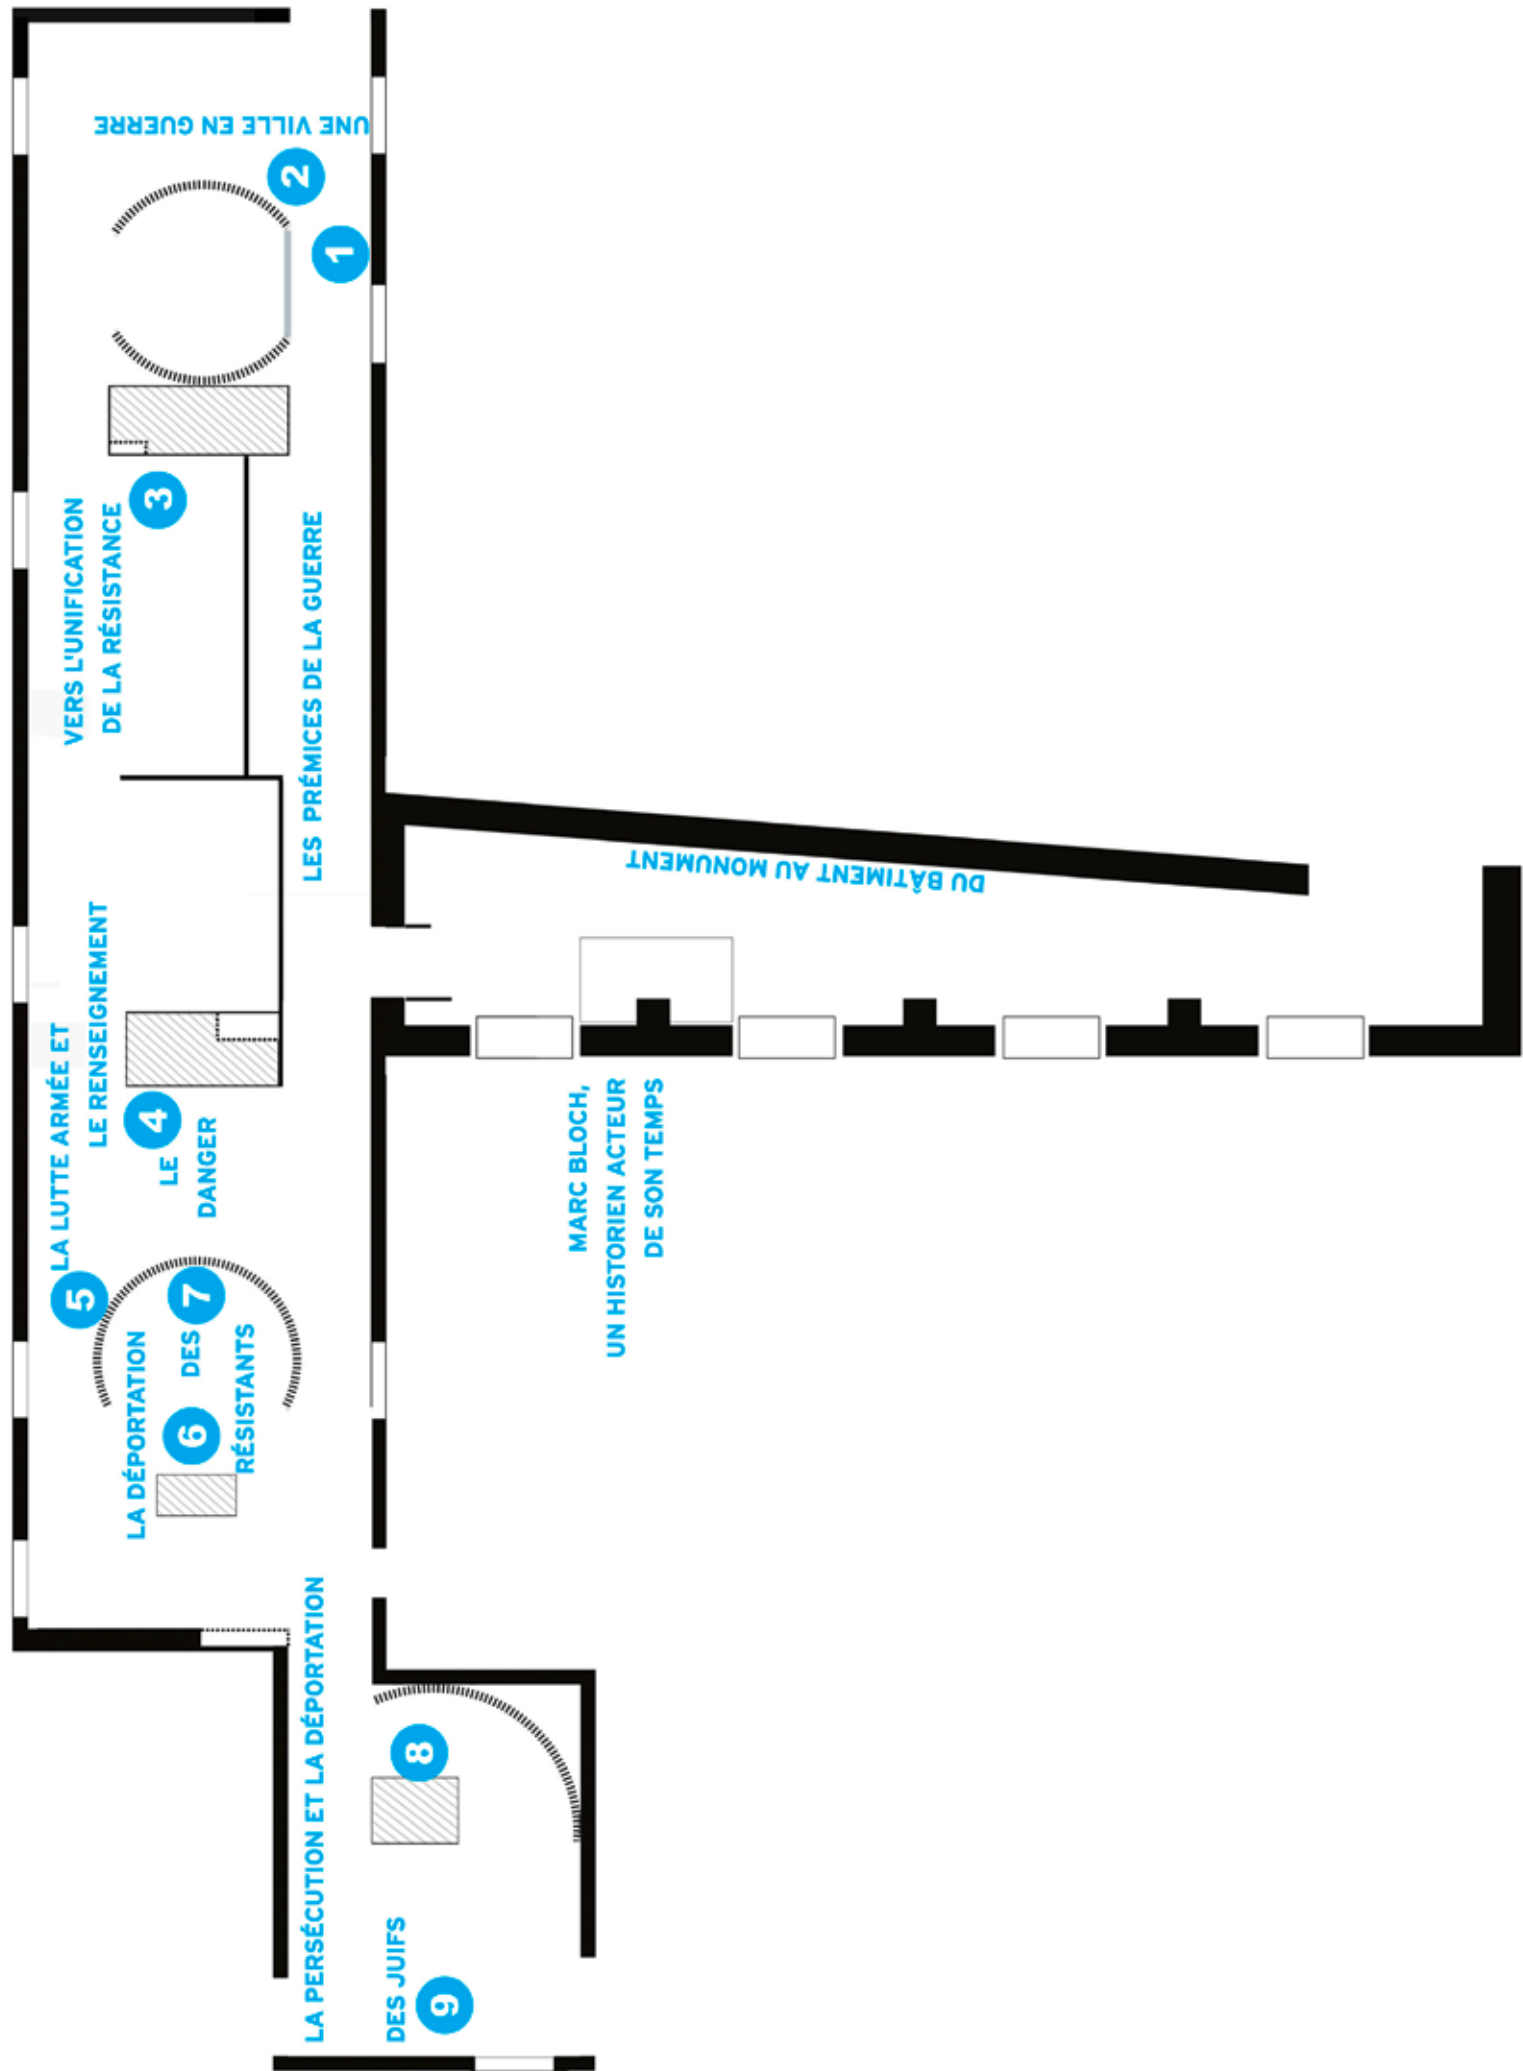 UNE VILLE EN GUERRE
2
1
3
VERS L'UNIFICATION
DE LA RÉSISTANCE
LES PRÉMICES DE LA GUERRE
DU BÂTIMENT AU MONUMENT
LA LUTTE ARMÉE ET
LE RENSEIGNEMENT
4
LE
DANGER
MARC BLOCH,
UN HISTORIEN ACTEUR
DE SON TEMPS
5
7
LA DÉPORTATION
6 DES
RÉSISTANTS
LA PERSÉCUTION ET LA DÉPORTATION
8
DES JUIFS
9